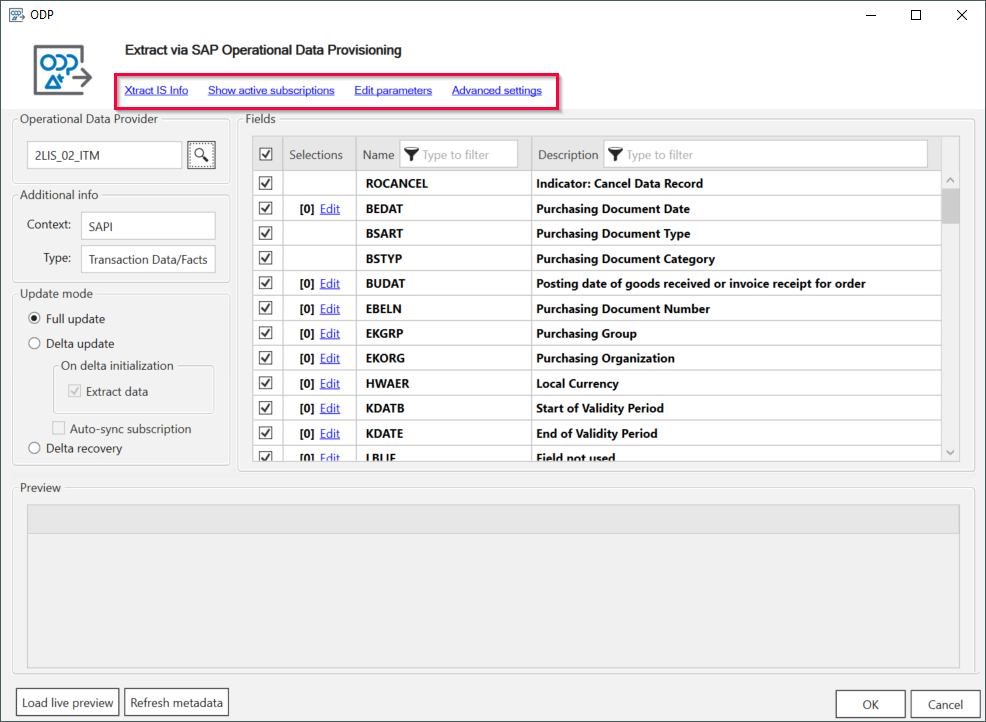 ODP
ODP
Extract via SAP Operational Data Provisioning
Xtract IS Info Show active subscriptions Edit parameters Advanced settings
Operational Data Provider
2LIS_02_ITM
Additional info
Context: SAPI
Type: Transaction Data/Facts
Update mode
Full update
Delta update
On delta initialization
Extract data
Auto-sync subscription
Delta recovery
Fields
Selections Name Type to filter Description Type to filter
ROCANCEL Indicator: Cancel Data Record
[0] Edit BEDAT Purchasing Document Date
BSART Purchasing Document Type
BSTYP Purchasing Document Category
[0] Edit BUDAT Posting date of goods received or invoice receipt for order
[0] Edit EBELN Purchasing Document Number
[0] Edit EKGRP Purchasing Group
[0] Edit EKORG Purchasing Organization
[0] Edit HWAER Local Currency
[0] Edit KDATB Start of Validity Period
[0] Edit KDATE End of Validity Period
[0] Edit LBLIF Field not used
Preview
Load live preview Refresh metadata OK Cancel